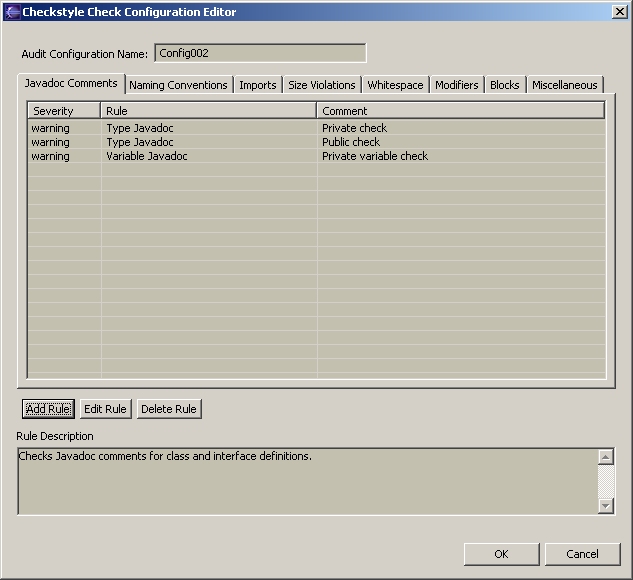 Checkstyle Check Configuration Editor
Audit Configuration Name: Config002
Javadoc Comments Naming Conventions Imports Size Violations Whitespace Modifiers Blocks Miscellaneous
Severity Rule Comment
warning Type Javadoc Private check
warning Type Javadoc Public check
warning Variable Javadoc Private variable check
Add Rule Edit Rule Delete Rule
Rule Description
Checks Javadoc comments for class and interface definitions.
OK Cancel